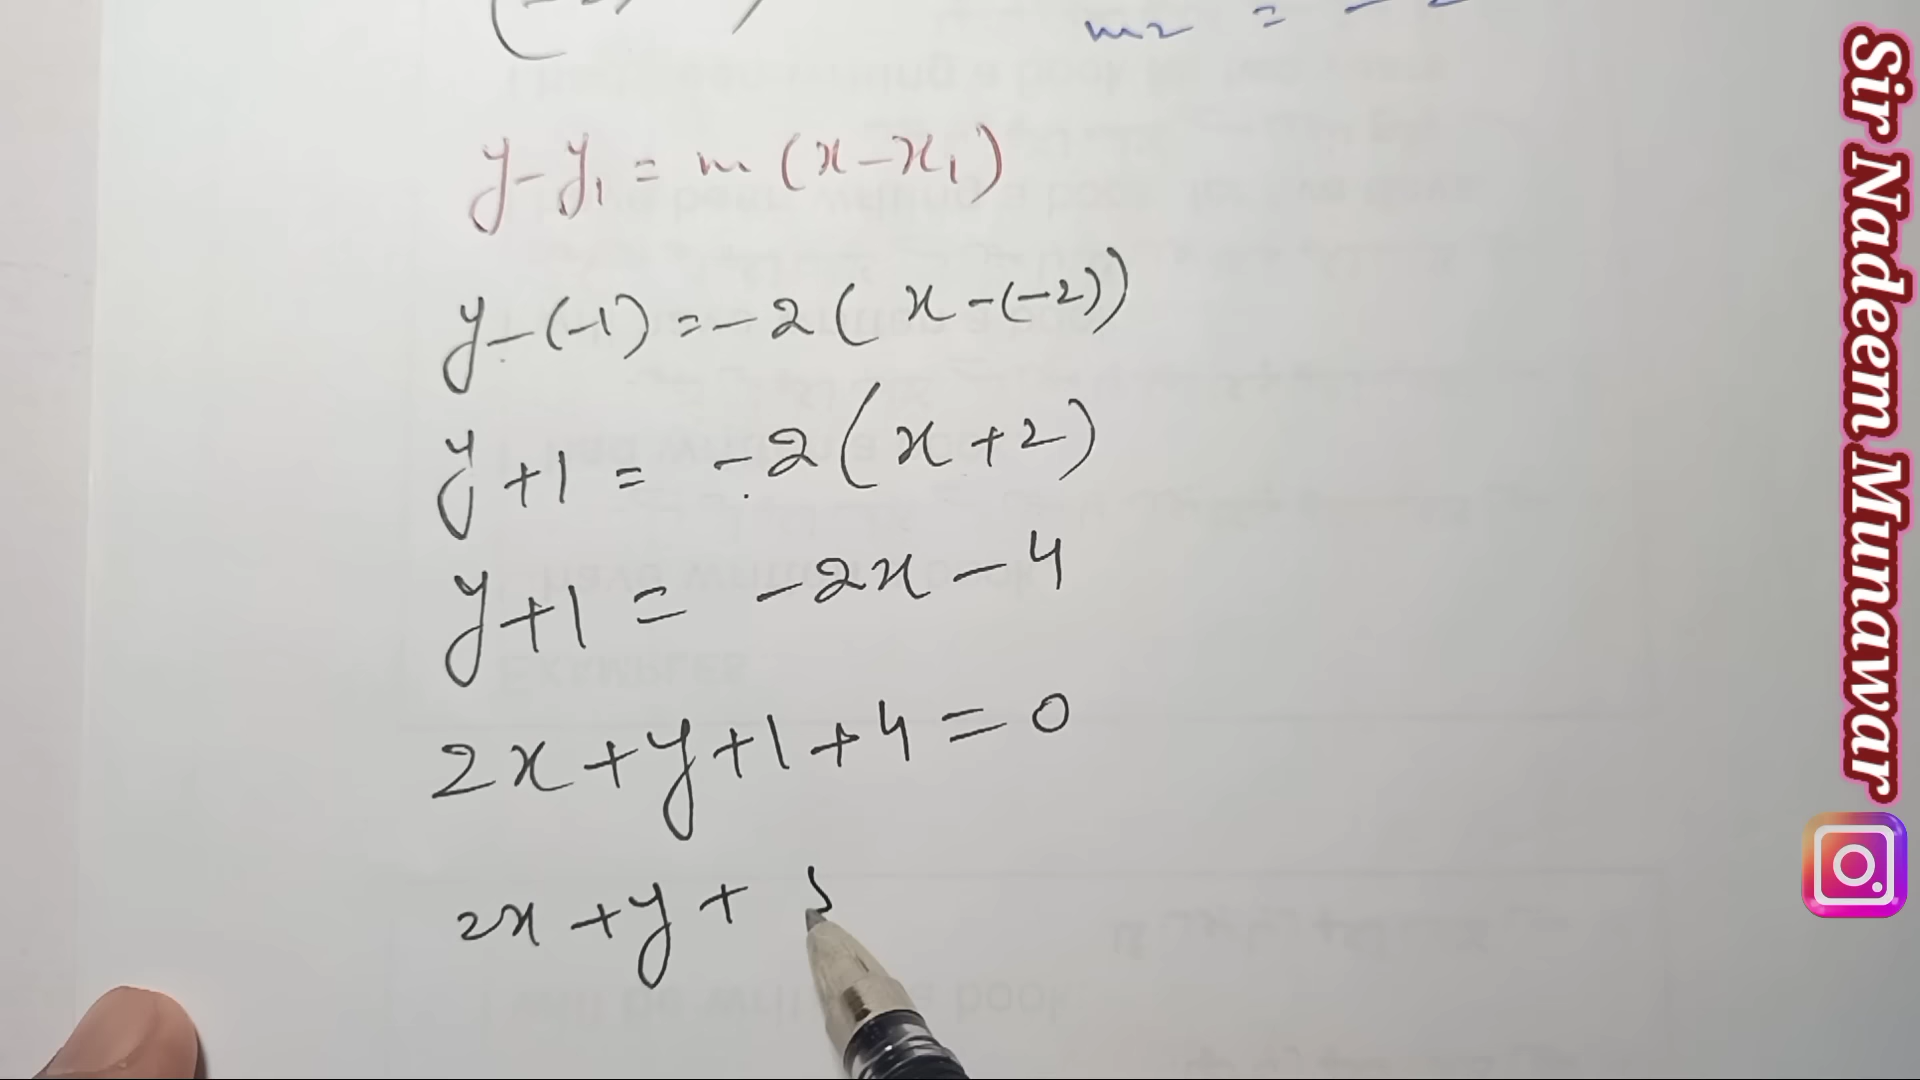 m2 = -2
y-y₁ = m (x-x₁)
y-(-1) = -2 ( x-(-2))
y+1 = -2 (x+2)
y+1 = -2x-4
2x+y+1+4=0
2x+y+
Sir Nadeem Munawar